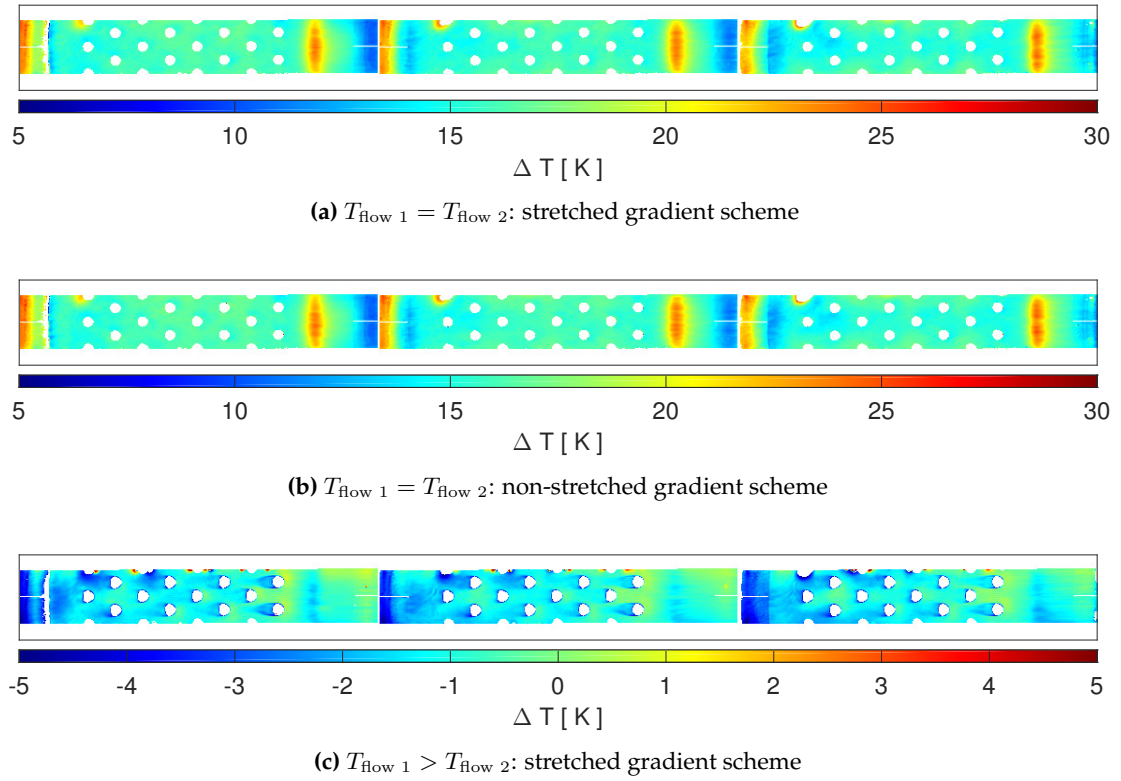 5 10 15 20 25 30
Δ T [ K ]
(a) T_flow 1 = T_flow 2: stretched gradient scheme
5 10 15 20 25 30
Δ T [ K ]
(b) T_flow 1 = T_flow 2: non-stretched gradient scheme
-5 -4 -3 -2 -1 0 1 2 3 4 5
Δ T [ K ]
(c) T_flow 1 > T_flow 2: stretched gradient scheme